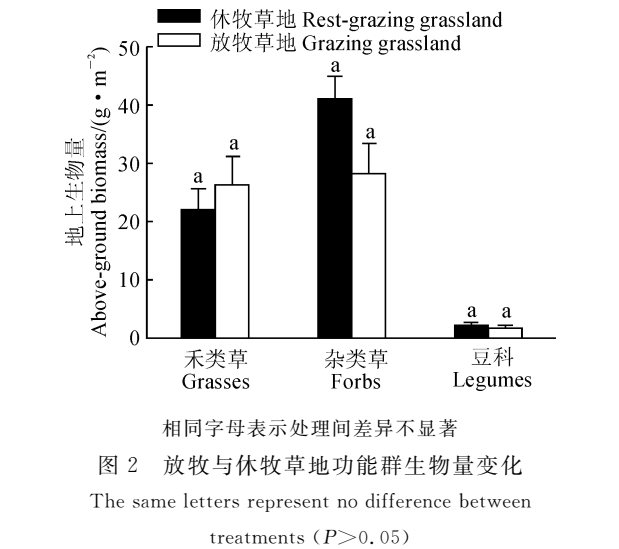 休牧草地 Rest-grazing grassland
放牧草地 Grazing grassland
地上生物量
Above-ground biomass/(g·m⁻²)
50
40
30
20
10
0
a
a
a
a
a
a
禾类草
Grasses
杂类草
Forbs
豆科
Legumes
相同字母表示处理间差异不显著
图 2 放牧与休牧草地功能群生物量变化
The same letters represent no difference between
treatments (P>0.05)